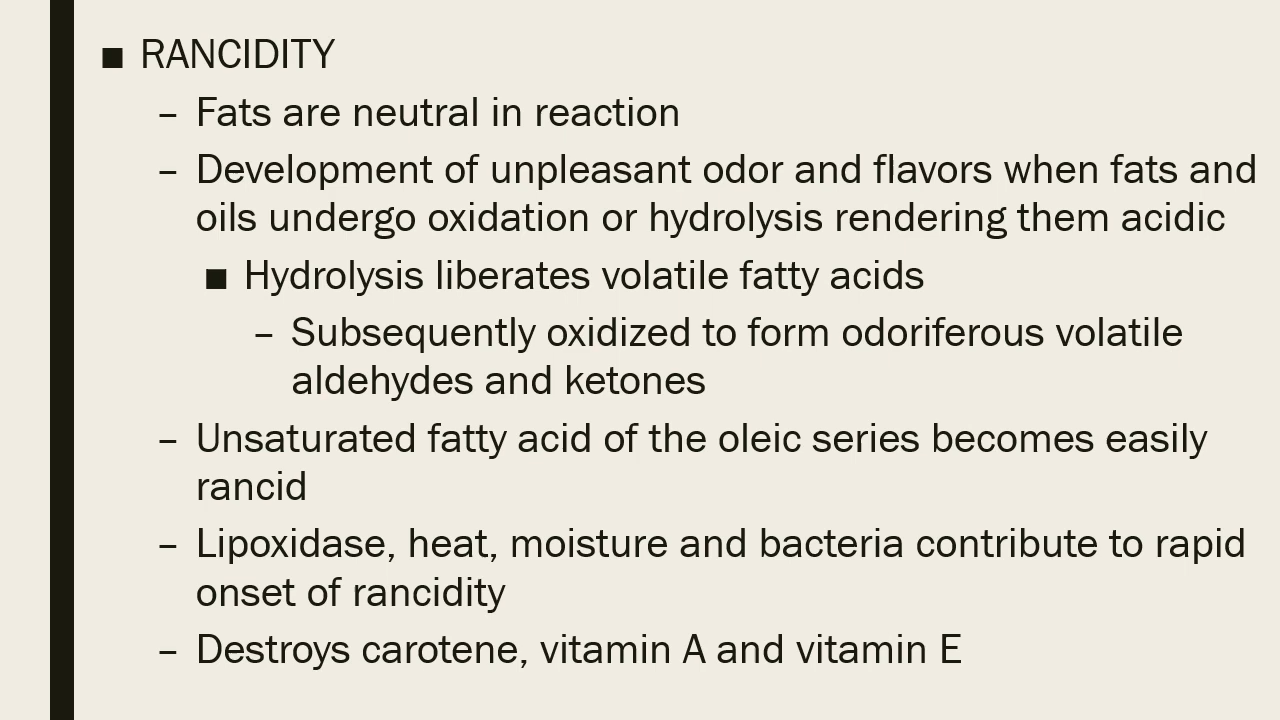 ■ RANCIDITY
– Fats are neutral in reaction
– Development of unpleasant odor and flavors when fats and
oils undergo oxidation or hydrolysis rendering them acidic
■ Hydrolysis liberates volatile fatty acids
– Subsequently oxidized to form odoriferous volatile
aldehydes and ketones
– Unsaturated fatty acid of the oleic series becomes easily
rancid
– Lipoxidase, heat, moisture and bacteria contribute to rapid
onset of rancidity
– Destroys carotene, vitamin A and vitamin E